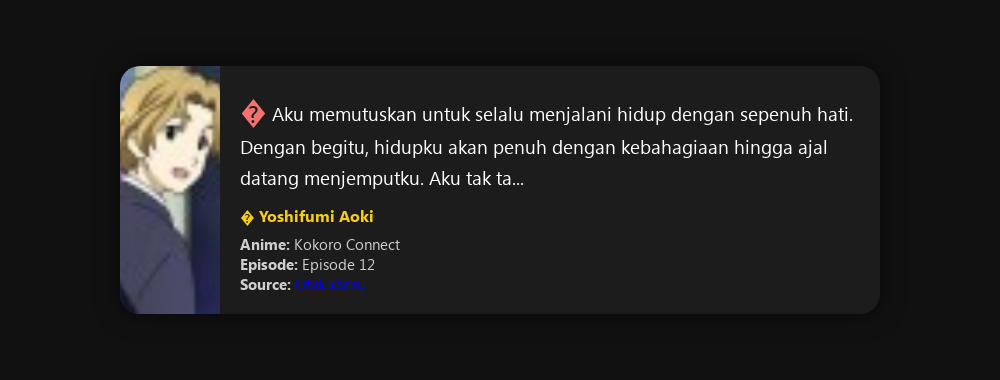 � Aku memutuskan untuk selalu menjalani hidup dengan sepenuh hati.
Dengan begitu, hidupku akan penuh dengan kebahagiaan hingga ajal
datang menjemputku. Aku tak ta...
� Yoshifumi Aoki
Anime: Kokoro Connect
Episode: Episode 12
Source: Otakudesu